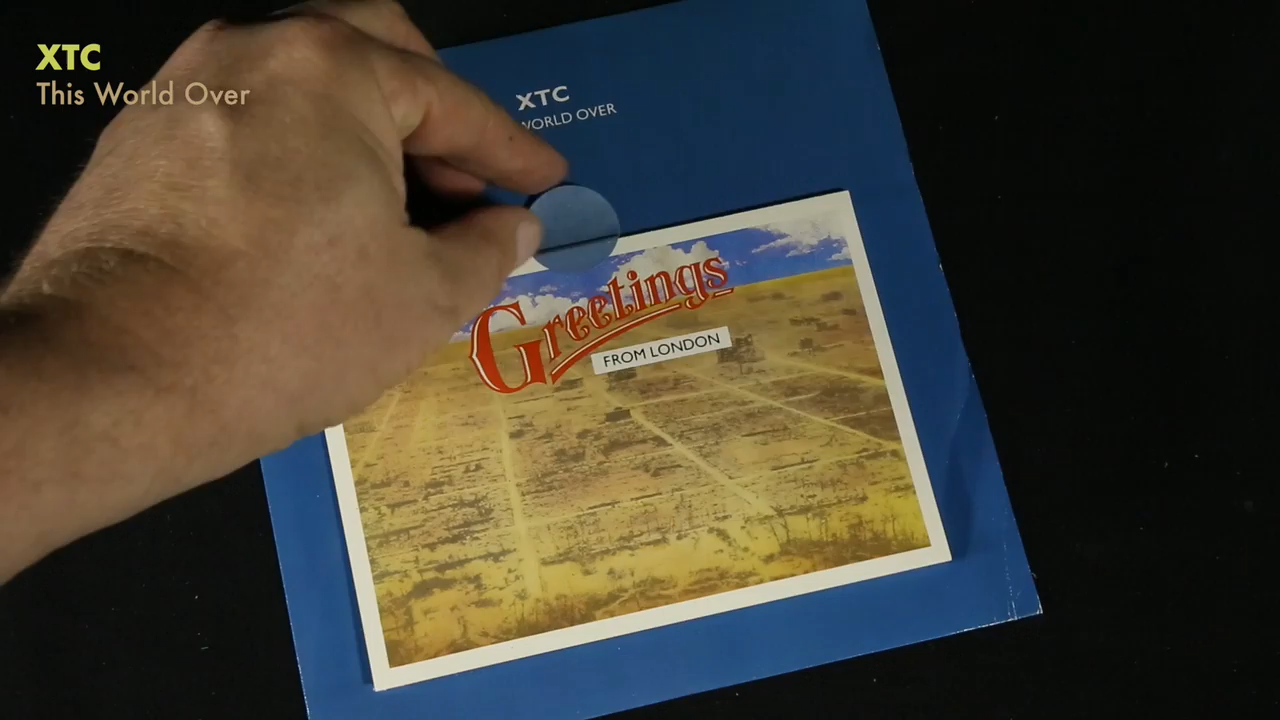 XTC
This World Over
XTC
WORLD OVER
Greetings
FROM LONDON